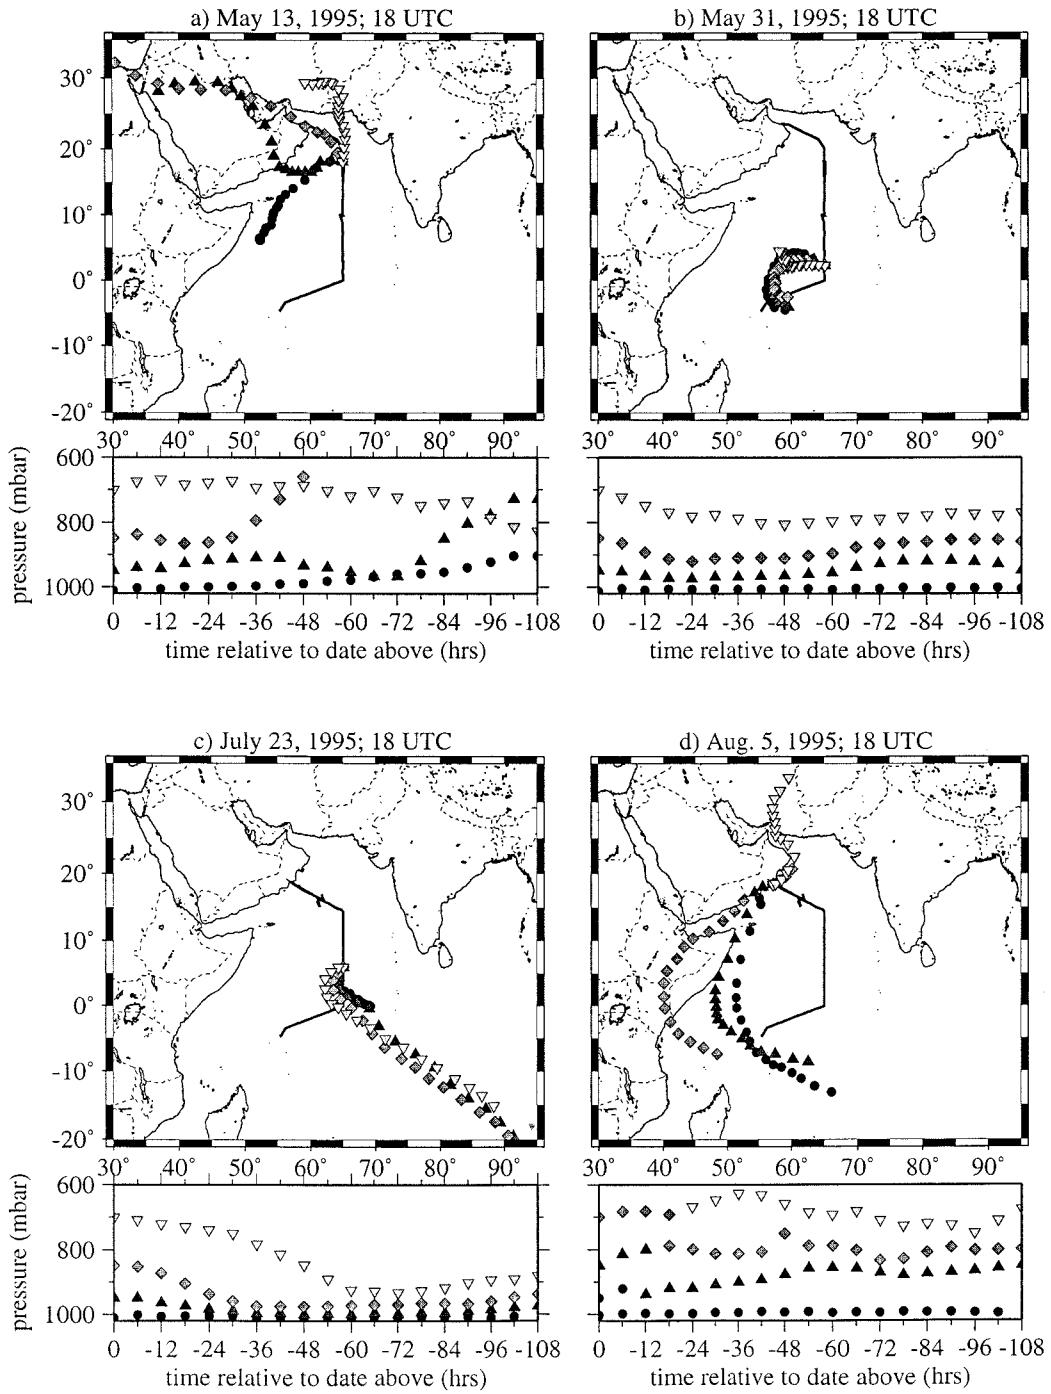 a) May 13, 1995; 18 UTC
b) May 31, 1995; 18 UTC
30°
20°
10°
0°
-10°
-20°
30 40° 50° 60° 70° 80° 90°
30 40° 50° 60° 70° 80° 90°
pressure (mbar)
600
800
1000
0 -12 -24 -36 -48 -60 -72 -84 -96 -108
0 -12 -24 -36 -48 -60 -72 -84 -96 -108
time relative to date above (hrs)
time relative to date above (hrs)
c) July 23, 1995; 18 UTC
d) Aug. 5, 1995; 18 UTC
30°
20°
10°
0°
-10°
-20°
30 40° 50° 60° 70° 80° 90°
30 40° 50° 60° 70° 80° 90°
pressure (mbar)
600
800
1000
0 -12 -24 -36 -48 -60 -72 -84 -96 -108
0 -12 -24 -36 -48 -60 -72 -84 -96 -108
time relative to date above (hrs)
time relative to date above (hrs)